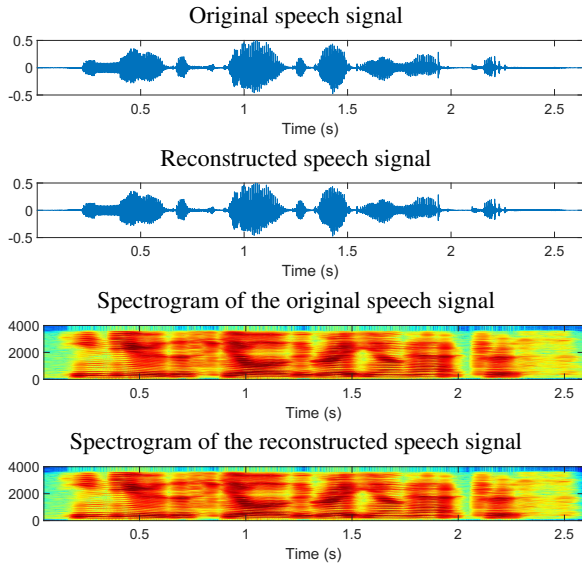 Original speech signal
0.5
0
-0.5
0.5 1 1.5 2 2.5
Time (s)
Reconstructed speech signal
0.5
0
-0.5
0.5 1 1.5 2 2.5
Time (s)
Spectrogram of the original speech signal
4000
2000
0
0.5 1 1.5 2 2.5
Time (s)
Spectrogram of the reconstructed speech signal
4000
2000
0
0.5 1 1.5 2 2.5
Time (s)